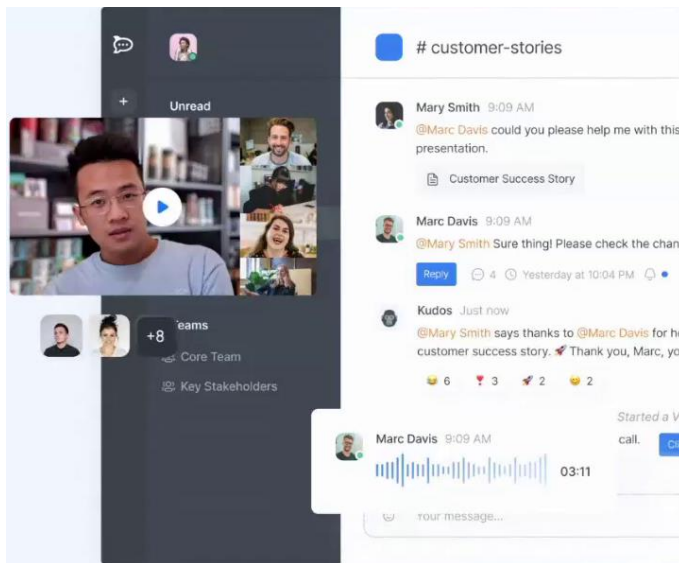 +
Unread
+8
Teams
Core Team
Key Stakeholders
# customer-stories
Mary Smith 9:09 AM
@Marc Davis could you please help me with this
presentation.
Customer Success Story
Marc Davis 9:09 AM
@Mary Smith Sure thing! Please check the chan
Reply 4 Yesterday at 10:04 PM
Kudos Just now
@Mary Smith says thanks to @Marc Davis for he
customer success story. 🚀 Thank you, Marc, yo
😂 6 ❣ 3 🚀 2 😊 2
Started a V
call. Cli
Marc Davis 9:09 AM
03:11
Your message...